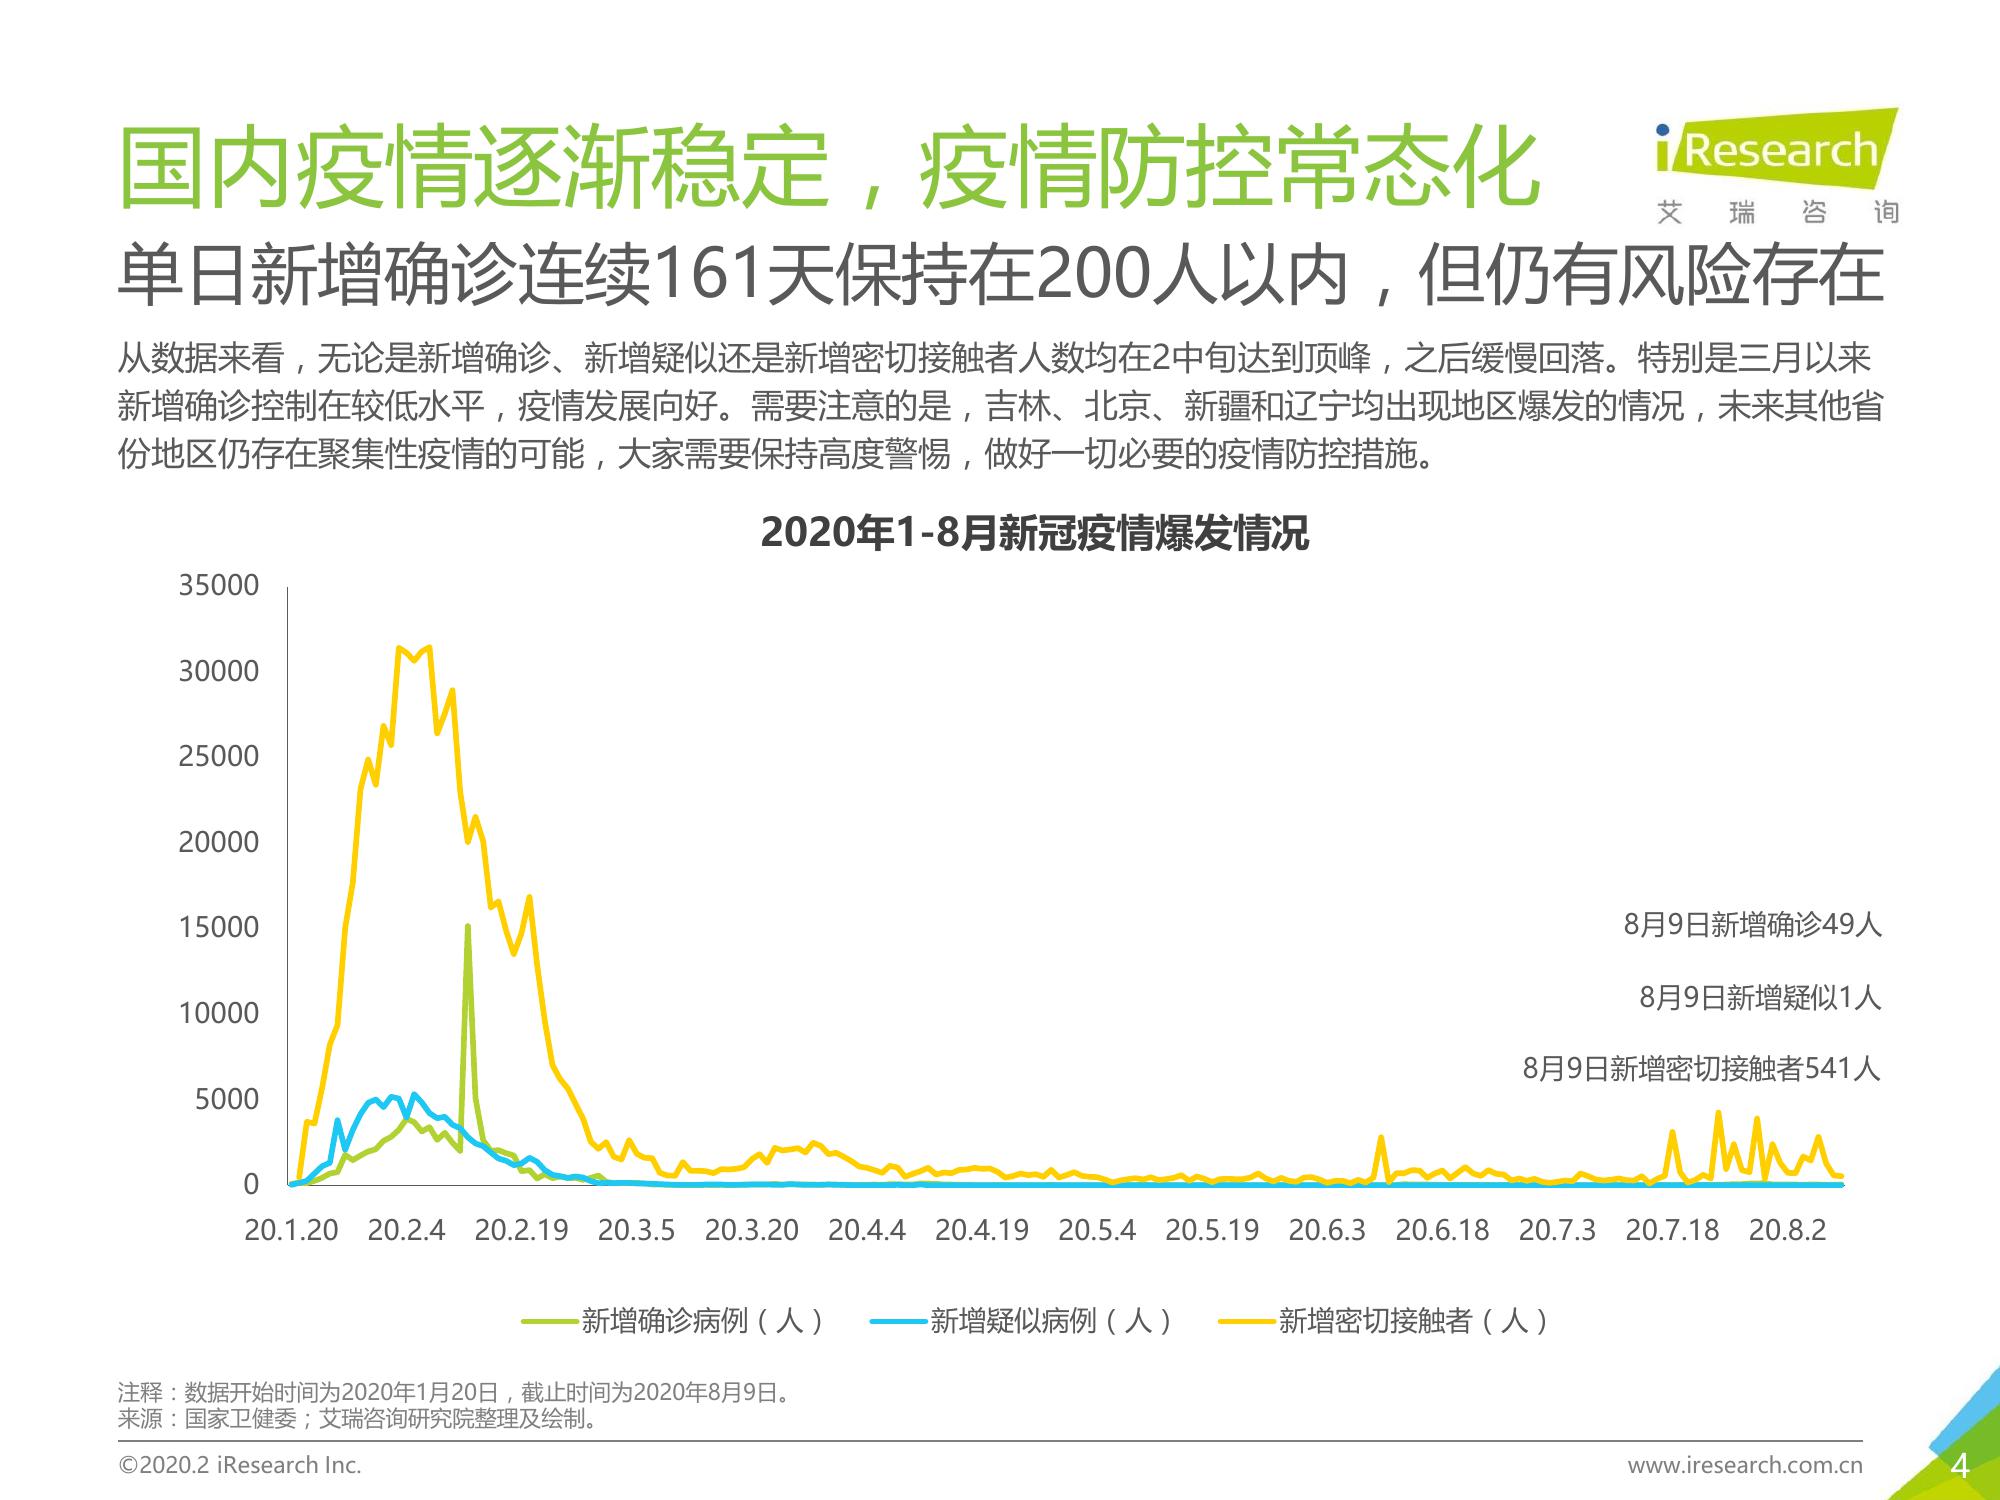 国内疫情逐渐稳定，疫情防控常态化
iResearch
艾瑞咨询
单日新增确诊连续161天保持在200人以内，但仍有风险存在
从数据来看，无论是新增确诊、新增疑似还是新增密切接触者人数均在2中旬达到顶峰，之后缓慢回落。特别是三月以来
新增确诊控制在较低水平，疫情发展向好。需要注意的是，吉林、北京、新疆和辽宁均出现地区爆发的情况，未来其他省
份地区仍存在聚集性疫情的可能，大家需要保持高度警惕，做好一切必要的疫情防控措施。
2020年1-8月新冠疫情爆发情况
35000
30000
25000
20000
15000
10000
5000
0
8月9日新增确诊49人
8月9日新增疑似1人
8月9日新增密切接触者541人
20.1.20 20.2.4 20.2.19 20.3.5 20.3.20 20.4.4 20.4.19 20.5.4 20.5.19 20.6.3 20.6.18 20.7.3 20.7.18 20.8.2
新增确诊病例（人） 新增疑似病例（人） 新增密切接触者（人）
注释：数据开始时间为2020年1月20日，截止时间为2020年8月9日。
来源：国家卫健委；艾瑞咨询研究院整理及绘制。
©2020.2 iResearch Inc. www.iresearch.com.cn
4